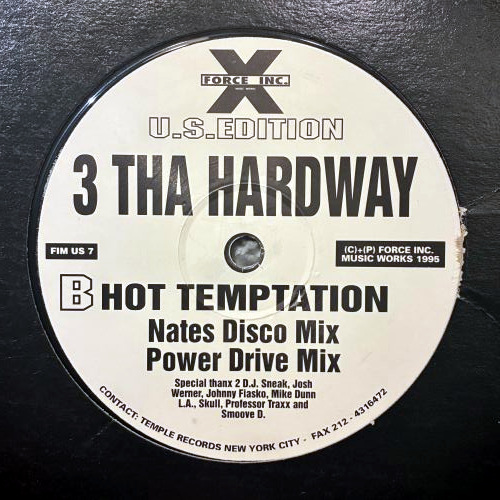 X
FORCE INC.
MUSIC WORKS
U.S.EDITION
3 THA HARDWAY
FIM US 7
(C)+(P) FORCE INC.
MUSIC WORKS 1995
B HOT TEMPTATION
Nates Disco Mix
Power Drive Mix
Special thanx 2 D.J. Sneak, Josh
Werner, Johnny Fiasko, Mike Dunn
L.A., Skull, Professor Traxx and
Smoove D.
CONTACT: TEMPLE RECORDS NEW YORK CITY - FAX 212 - 4316472